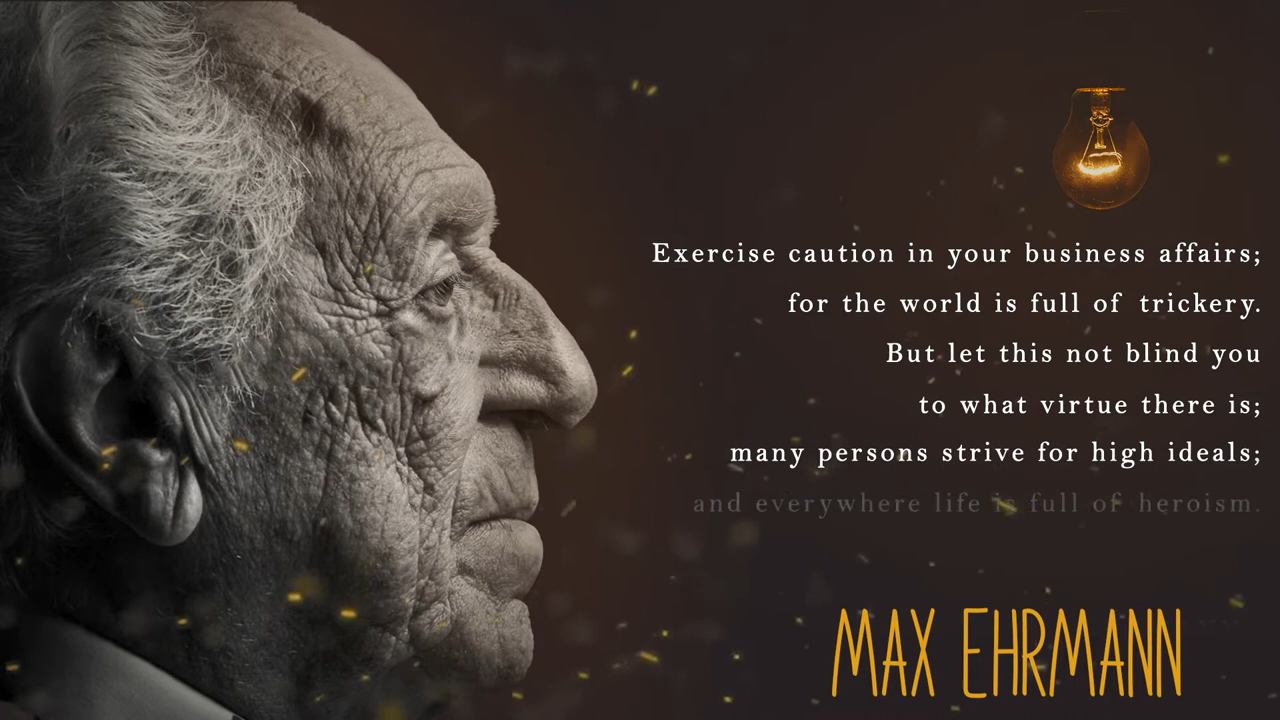 Exercise caution in your business affairs;
for the world is full of trickery.
But let this not blind you
to what virtue there is;
many persons strive for high ideals;
and everywhere life is full of heroism.
MAX EHRMANN